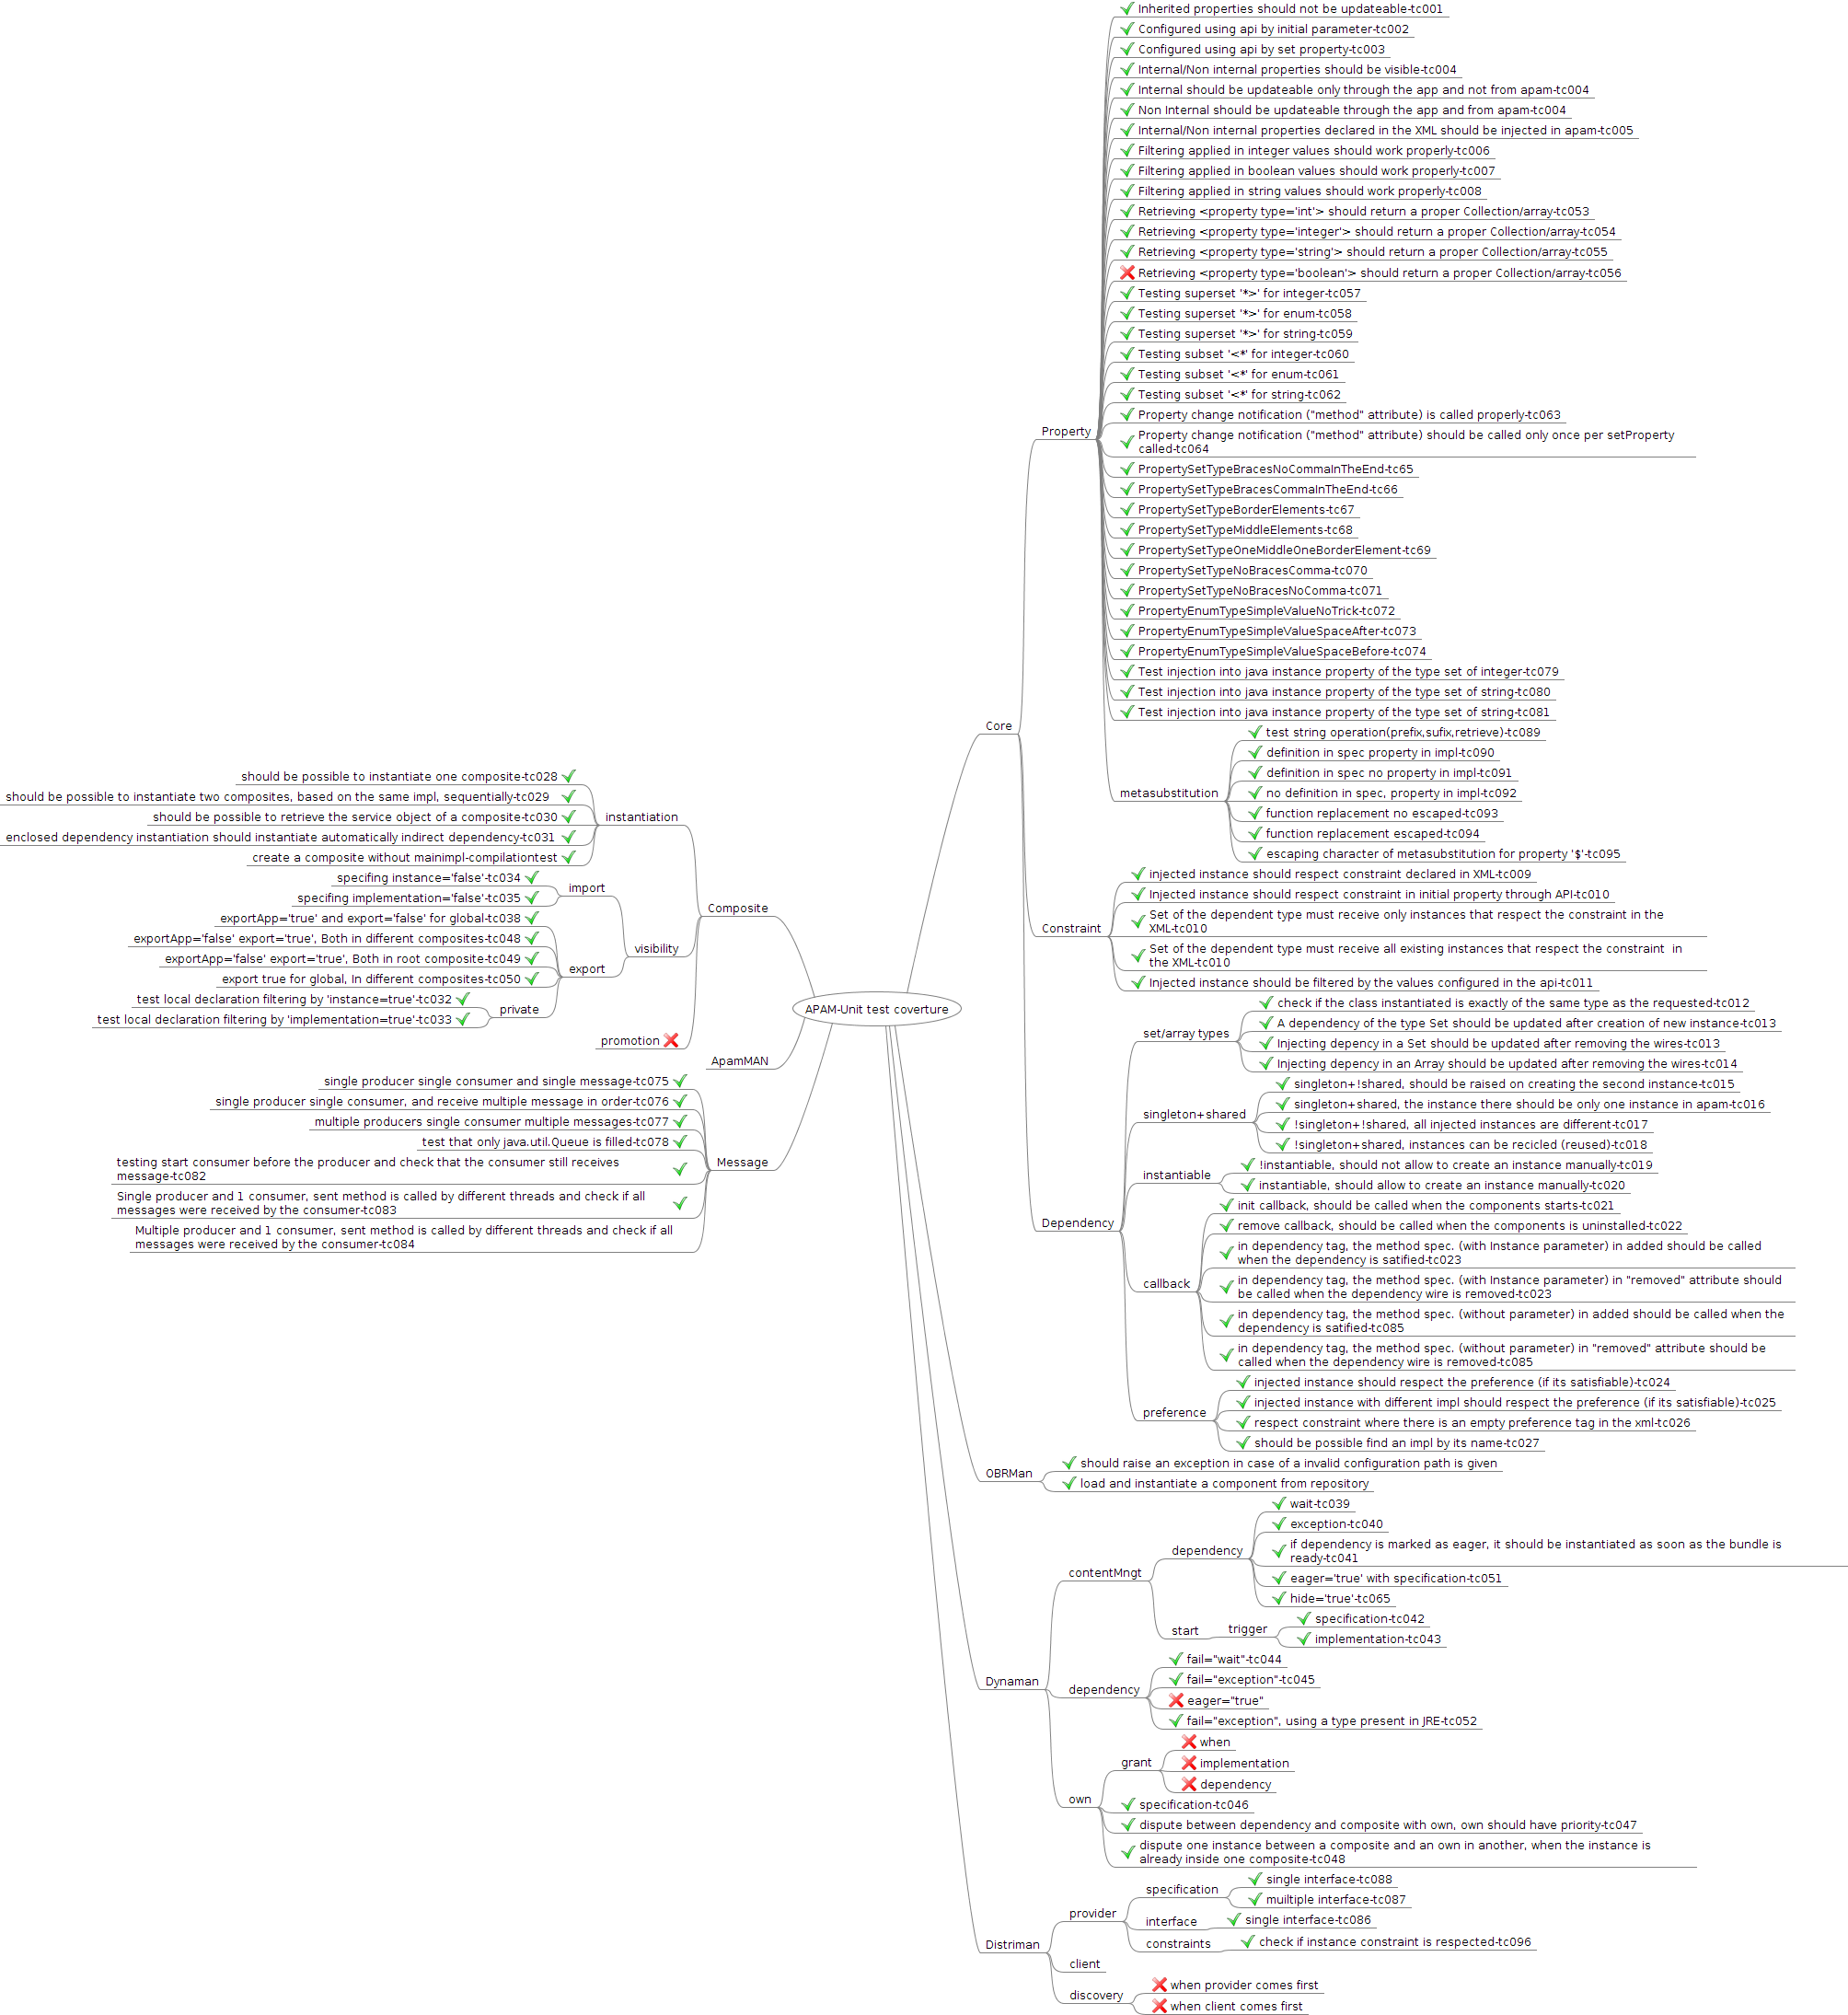 APAM-Unit test coverture
Core
Property
Inherited properties should not be updateable-tc001
Configured using api by initial parameter-tc002
Configured using api by set property-tc003
Internal/Non internal properties should be visible-tc004
Internal should be updateable only through the app and not from apam-tc004
Non Internal should be updateable through the app and from apam-tc004
Internal/Non internal properties declared in the XML should be injected in apam-tc005
Filtering applied in integer values should work properly-tc006
Filtering applied in boolean values should work properly-tc007
Filtering applied in string values should work properly-tc008
Retrieving <property type='int'> should return a proper Collection/array-tc053
Retrieving <property type='integer'> should return a proper Collection/array-tc054
Retrieving <property type='string'> should return a proper Collection/array-tc055
Retrieving <property type='boolean'> should return a proper Collection/array-tc056
Testing superset '*>' for integer-tc057
Testing superset '*>' for enum-tc058
Testing superset '*>' for string-tc059
Testing subset '<*' for integer-tc060
Testing subset '<*' for enum-tc061
Testing subset '<*' for string-tc062
Property change notification ("method" attribute) is called properly-tc063
Property change notification ("method" attribute) should be called only once per setProperty
called-tc064
PropertySetTypeBracesNoCommaInTheEnd-tc65
PropertySetTypeBracesCommaInTheEnd-tc66
PropertySetTypeBorderElements-tc67
PropertySetTypeMiddleElements-tc68
PropertySetTypeOneMiddleOneBorderElement-tc69
PropertySetTypeNoBracesComma-tc070
PropertySetTypeNoBracesNoComma-tc071
PropertyEnumTypeSimpleValueNoTrick-tc072
PropertyEnumTypeSimpleValueSpaceAfter-tc073
PropertyEnumTypeSimpleValueSpaceBefore-tc074
Test injection into java instance property of the type set of integer-tc079
Test injection into java instance property of the type set of string-tc080
Test injection into java instance property of the type set of string-tc081
metasubstitution
test string operation(prefix,sufix,retrieve)-tc089
definition in spec property in impl-tc090
definition in spec no property in impl-tc091
no definition in spec, property in impl-tc092
function replacement no escaped-tc093
function replacement escaped-tc094
escaping character of metasubstitution for property '$'-tc095
Constraint
injected instance should respect constraint declared in XML-tc009
Injected instance should respect constraint in initial property through API-tc010
Set of the dependent type must receive only instances that respect the constraint in the
XML-tc010
Set of the dependent type must receive all existing instances that respect the constraint  in
the XML-tc010
Injected instance should be filtered by the values configured in the api-tc011
Dependency
set/array types
check if the class instantiated is exactly of the same type as the requested-tc012
A dependency of the type Set should be updated after creation of new instance-tc013
Injecting depency in a Set should be updated after removing the wires-tc013
Injecting depency in an Array should be updated after removing the wires-tc014
singleton+shared
singleton+!shared, should be raised on creating the second instance-tc015
singleton+shared, the instance there should be only one instance in apam-tc016
!singleton+!shared, all injected instances are different-tc017
!singleton+shared, instances can be recicled (reused)-tc018
instantiable
!instantiable, should not allow to create an instance manually-tc019
instantiable, should allow to create an instance manually-tc020
callback
init callback, should be called when the components starts-tc021
remove callback, should be called when the components is uninstalled-tc022
in dependency tag, the method spec. (with Instance parameter) in added should be called
when the dependency is satified-tc023
in dependency tag, the method spec. (with Instance parameter) in "removed" attribute should
be called when the dependency wire is removed-tc023
in dependency tag, the method spec. (without parameter) in added should be called when the
dependency is satified-tc085
in dependency tag, the method spec. (without parameter) in "removed" attribute should be
called when the dependency wire is removed-tc085
preference
injected instance should respect the preference (if its satisfiable)-tc024
injected instance with different impl should respect the preference (if its satisfiable)-tc025
respect constraint where there is an empty preference tag in the xml-tc026
should be possible find an impl by its name-tc027
OBRMan
should raise an exception in case of a invalid configuration path is given
load and instantiate a component from repository
Dynaman
contentMngt
dependency
wait-tc039
exception-tc040
if dependency is marked as eager, it should be instantiated as soon as the bundle is
ready-tc041
eager='true' with specification-tc051
hide='true'-tc065
start
trigger
specification-tc042
implementation-tc043
dependency
fail="wait"-tc044
fail="exception"-tc045
eager="true"
fail="exception", using a type present in JRE-tc052
own
grant
when
implementation
dependency
specification-tc046
dispute between dependency and composite with own, own should have priority-tc047
dispute one instance between a composite and an own in another, when the instance is
already inside one composite-tc048
Distriman
provider
specification
single interface-tc088
muiltiple interface-tc087
interface
single interface-tc086
constraints
check if instance constraint is respected-tc096
client
discovery
when provider comes first
when client comes first
Composite
instantiation
should be possible to instantiate one composite-tc028
should be possible to instantiate two composites, based on the same impl, sequentially-tc029
should be possible to retrieve the service object of a composite-tc030
enclosed dependency instantiation should instantiate automatically indirect dependency-tc031
create a composite without mainimpl-compilationtest
visibility
import
specifing instance='false'-tc034
specifing implementation='false'-tc035
export
exportApp='true' and export='false' for global-tc038
exportApp='false' export='true', Both in different composites-tc048
exportApp='false' export='true', Both in root composite-tc049
export true for global, In different composites-tc050
private
test local declaration filtering by 'instance=true'-tc032
test local declaration filtering by 'implementation=true'-tc033
promotion
ApamMAN
Message
single producer single consumer and single message-tc075
single producer single consumer, and receive multiple message in order-tc076
multiple producers single consumer multiple messages-tc077
test that only java.util.Queue is filled-tc078
testing start consumer before the producer and check that the consumer still receives
message-tc082
Single producer and 1 consumer, sent method is called by different threads and check if all
messages were received by the consumer-tc083
Multiple producer and 1 consumer, sent method is called by different threads and check if all
messages were received by the consumer-tc084